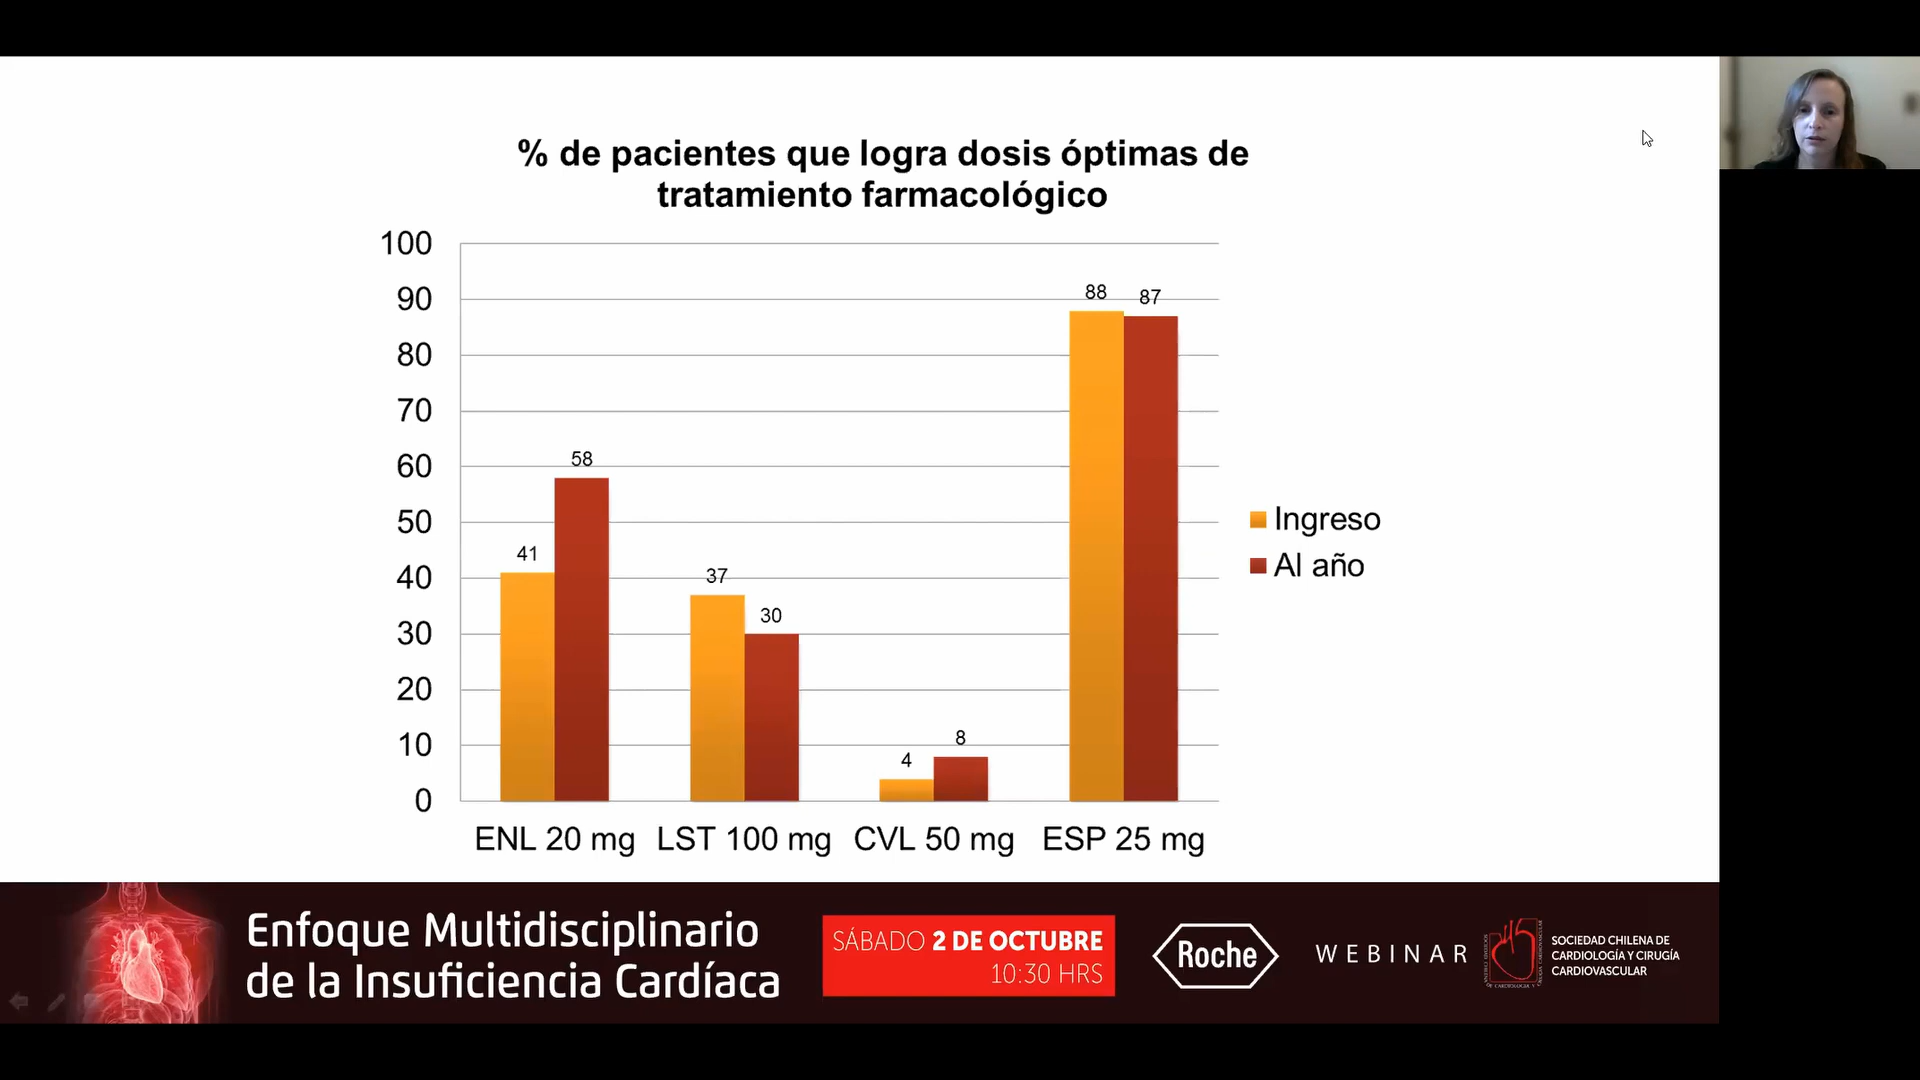 % de pacientes que logra dosis óptimas de
tratamiento farmacológico
100
90
80
70
60
50
40
30
20
10
0
41
58
37
30
4
8
88
87
ENL 20 mg
LST 100 mg
CVL 50 mg
ESP 25 mg
Ingreso
Al año
Enfoque Multidisciplinario
de la Insuficiencia Cardíaca
SÁBADO 2 DE OCTUBRE
10:30 HRS
Roche
WEBINAR
SOCIEDAD CHILENA DE
CARDIOLOGÍA Y CIRUGÍA
CARDIOVASCULAR